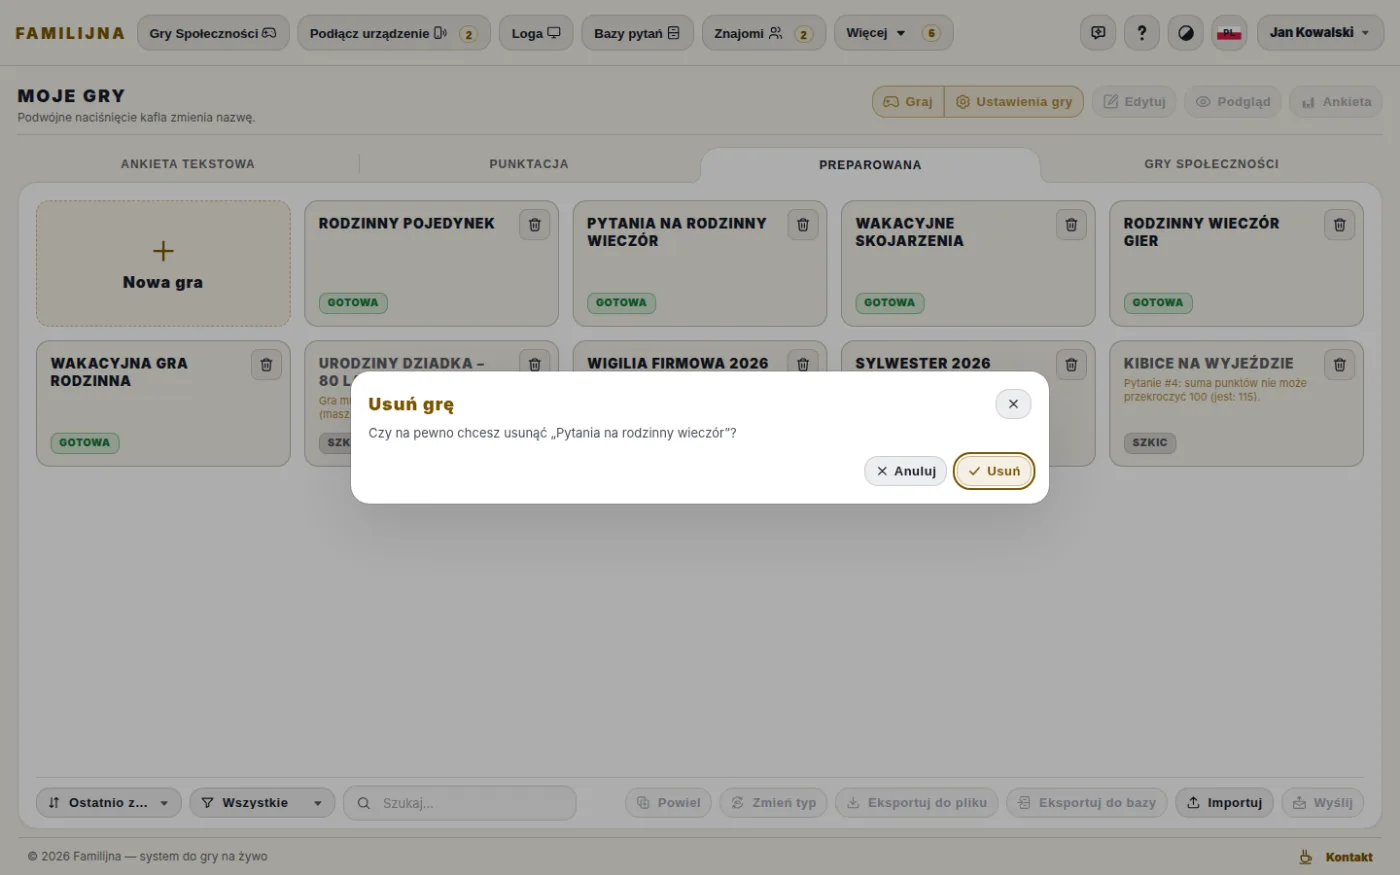 FAMILIJNA
Gry Społeczności
Podłącz urządzenie 2
Loga
Bazy pytań
Znajomi 2
Więcej 6
?
PL
Jan Kowalski
MOJE GRY
Podwójne naciśnięcie kafla zmienia nazwę.
Graj
Ustawienia gry
Edytuj
Podgląd
Ankieta
ANKIETA TEKSTOWA
PUNKTACJA
PREPAROWANA
GRY SPOŁECZNOŚCI
Nowa gra
RODZINNY POJEDYNEK
GOTOWA
PYTANIA NA RODZINNY
WIECZÓR
GOTOWA
WAKACYJNE
SKOJARZENIA
GOTOWA
RODZINNY WIECZÓR
GIER
GOTOWA
WAKACYJNA GRA
RODZINNA
GOTOWA
URODZINY DZIADKA –
80 L
Gra m
(masz
SZK
WIGILIA FIRMOWA 2026
SYLWESTER 2026
KIBICE NA WYJEŹDZIE
Pytanie #4: suma punktów nie może
przekroczyć 100 (jest: 115).
SZKIC
Usuń grę
Czy na pewno chcesz usunąć „Pytania na rodzinny wieczór”?
Anuluj
Usuń
Ostatnio z...
Wszystkie
Szukaj...
Powiel
Zmień typ
Eksportuj do pliku
Eksportuj do bazy
Importuj
Wyślij
© 2026 Familijna — system do gry na żywo
Kontakt